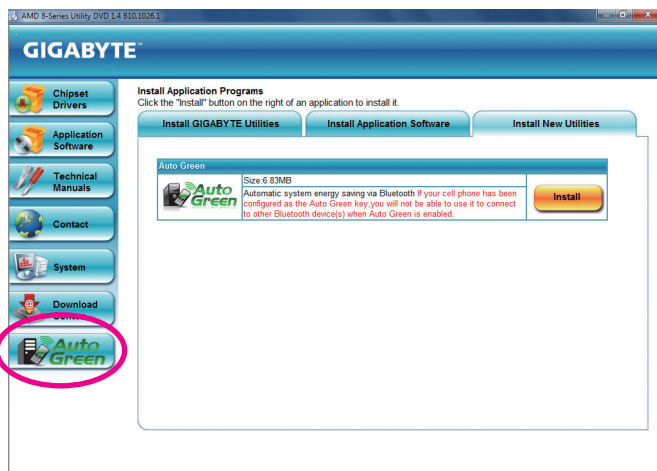 AMD 8-Series Utility DVD 1.4 B10.1026.1
GIGABYTE™
Chipset
Drivers
Application
Software
Technical
Manuals
Contact
System
Download
Auto
Green
Install Application Programs
Click the "Install" button on the right of an application to install it.
Install GIGABYTE Utilities
Install Application Software
Install New Utilities
Auto Green
Auto
Green
Size:6.83MB
Automatic system energy saving via Bluetooth If your cell phone has been
configured as the Auto Green key,you will not be able to use it to connect
to other Bluetooth device(s) when Auto Green is enabled.
Install